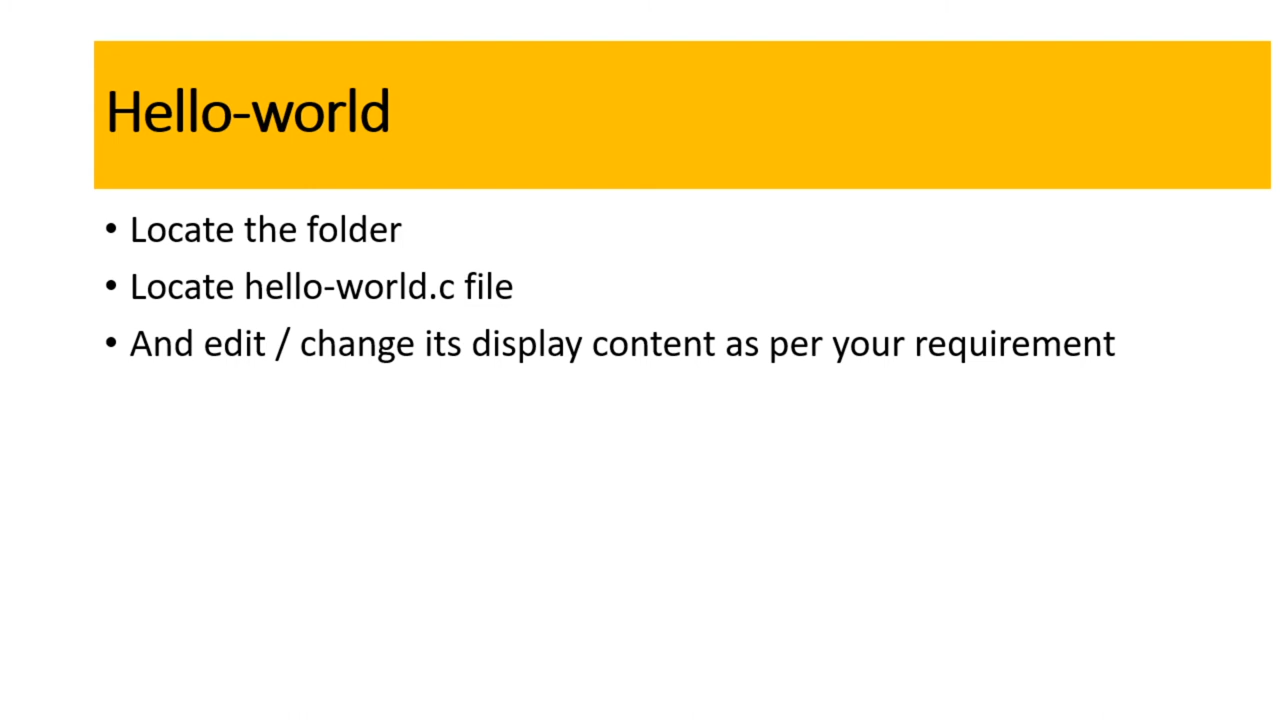 Hello-world
• Locate the folder
• Locate hello-world.c file
• And edit / change its display content as per your requirement